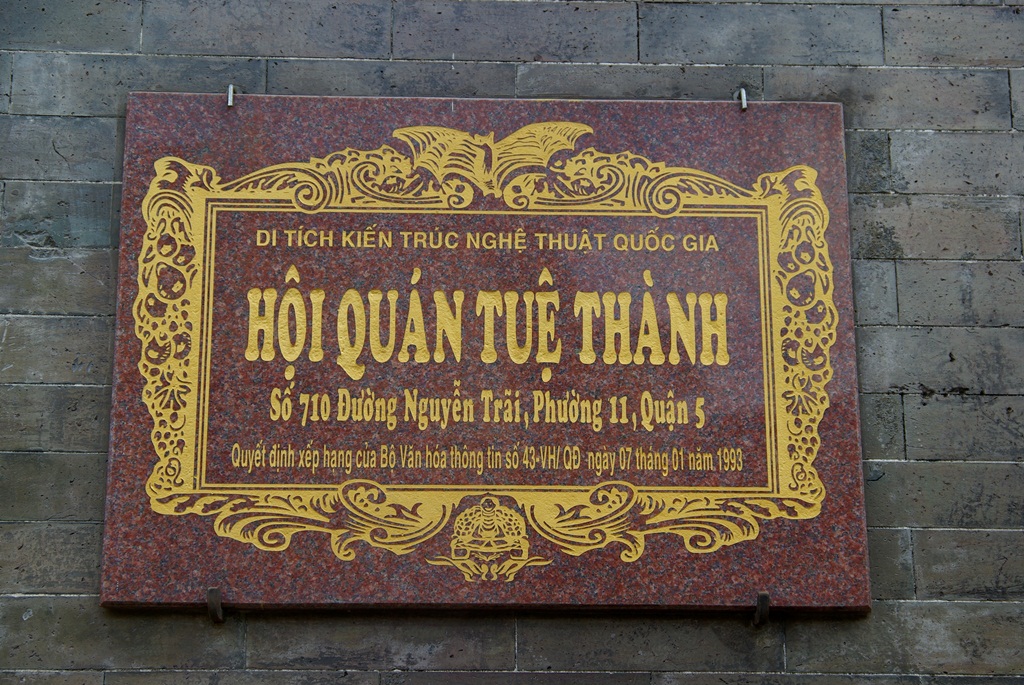 DI TÍCH KIẾN TRÚC NGHỆ THUẬT QUỐC GIA
HỘI QUÁN TUỆ THÀNH
Số 710 Đường Nguyễn Trãi, Phường 11, Quận 5
Quyết định xếp hạng của Bộ Văn hóa thông tin số 43-VH/ QĐ ngày 07 tháng 01 năm 1993